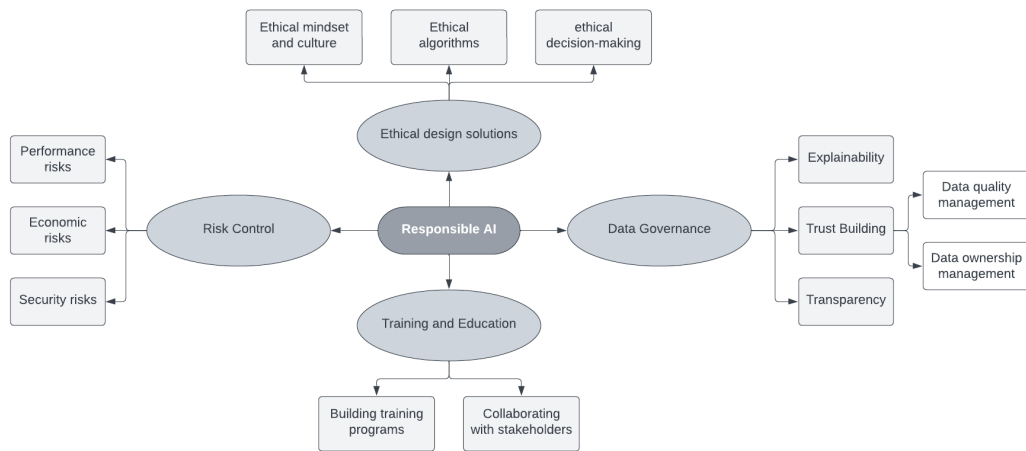 Ethical mindset
and culture
Ethical
algorithms
ethical
decision-making
Ethical design solutions
Performance
risks
Economic
risks
Security risks
Risk Control
Responsible AI
Data Governance
Explainability
Trust Building
Transparency
Data quality
management
Data ownership
management
Training and Education
Building training
programs
Collaborating
with stakeholders